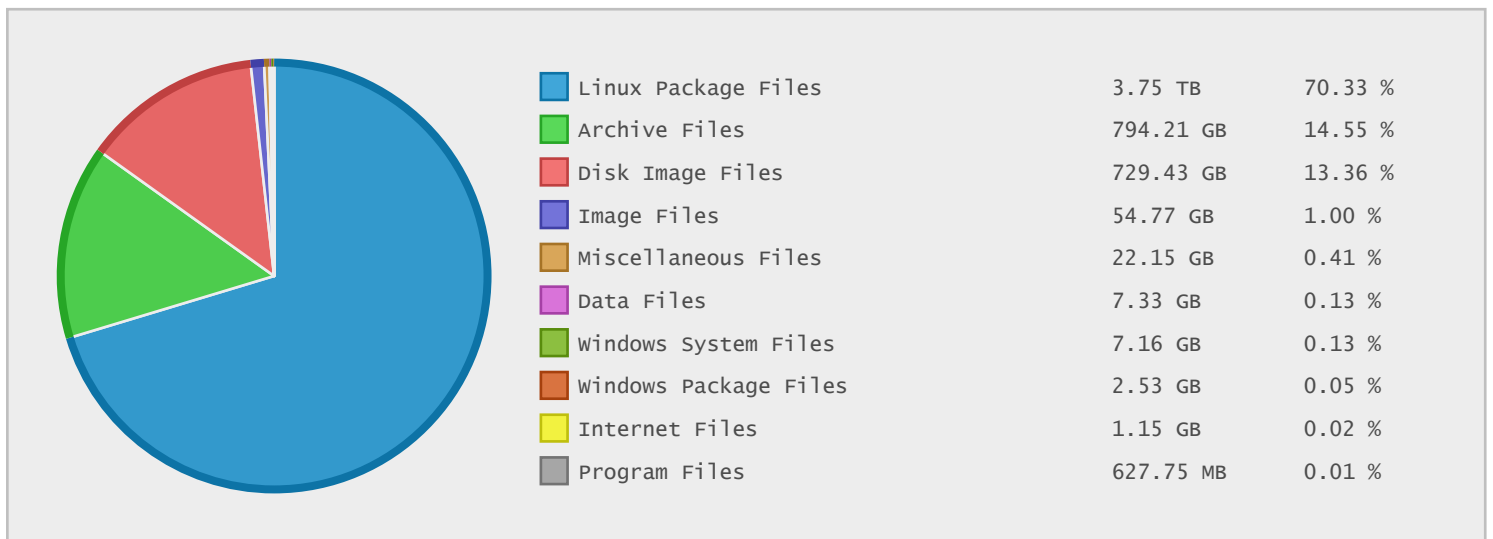 Linux Package Files 3.75 TB 70.33 %
Archive Files 794.21 GB 14.55 %
Disk Image Files 729.43 GB 13.36 %
Image Files 54.77 GB 1.00 %
Miscellaneous Files 22.15 GB 0.41 %
Data Files 7.33 GB 0.13 %
Windows System Files 7.16 GB 0.13 %
Windows Package Files 2.53 GB 0.05 %
Internet Files 1.15 GB 0.02 %
Program Files 627.75 MB 0.01 %